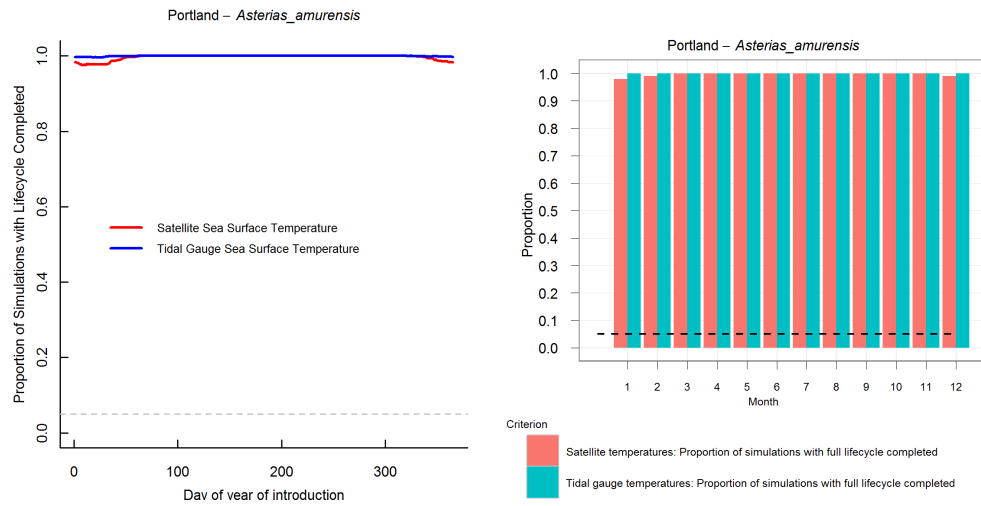 Portland – Asterias_amurensis
Proportion of Simulations with Lifecycle Completed
1.0
0.8
0.6
0.4
0.2
0.0
Satellite Sea Surface Temperature
Tidal Gauge Sea Surface Temperature
0 100 200 300
Day of year of introduction
Portland – Asterias_amurensis
Proportion
1.0
0.9
0.8
0.7
0.6
0.5
0.4
0.3
0.2
0.1
0.0
1 2 3 4 5 6 7 8 9 10 11 12
Month
Criterion
Satellite temperatures: Proportion of simulations with full lifecycle completed
Tidal gauge temperatures: Proportion of simulations with full lifecycle completed